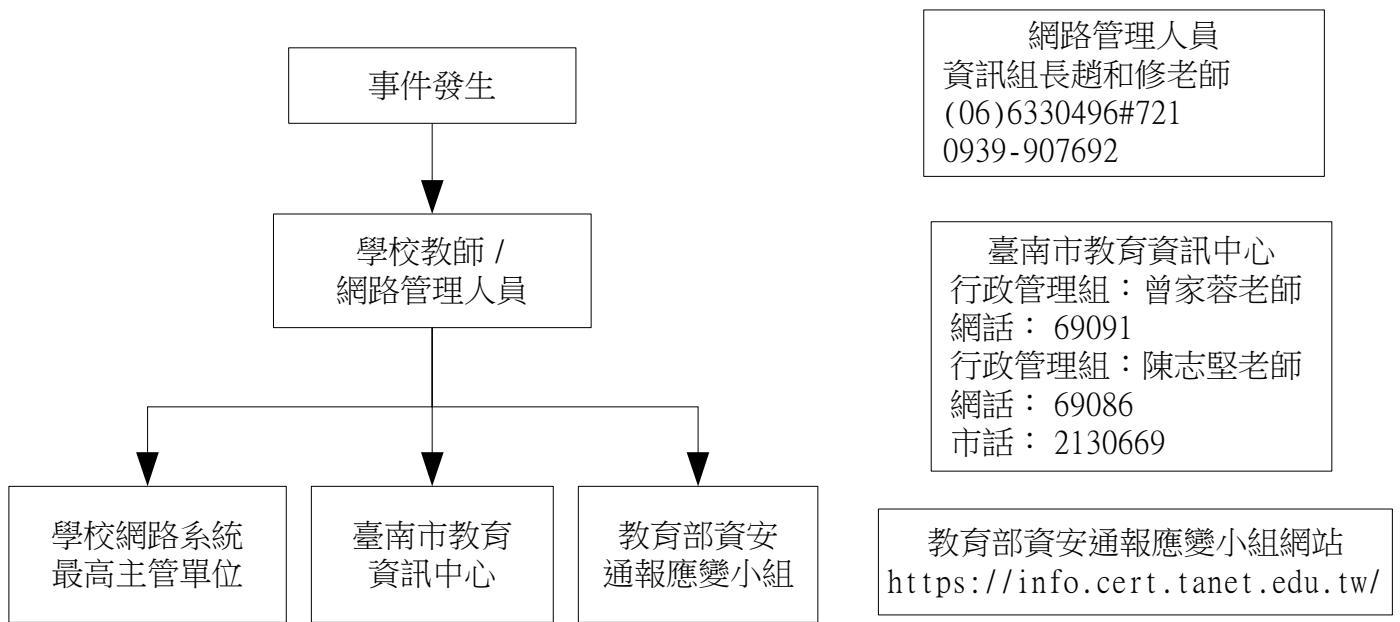 事件發生
學校教師 /
網路管理人員
學校網路系統
最高主管單位
臺南市教育
資訊中心
教育部資安
通報應變小組
網路管理人員
資訊組長趙和修老師
(06)6330496#721
0939-907692
臺南市教育資訊中心
行政管理組：曾家蓉老師
網話： 69091
行政管理組：陳志堅老師
網話： 69086
市話： 2130669
教育部資安通報應變小組網站
https://info.cert.tanet.edu.tw/